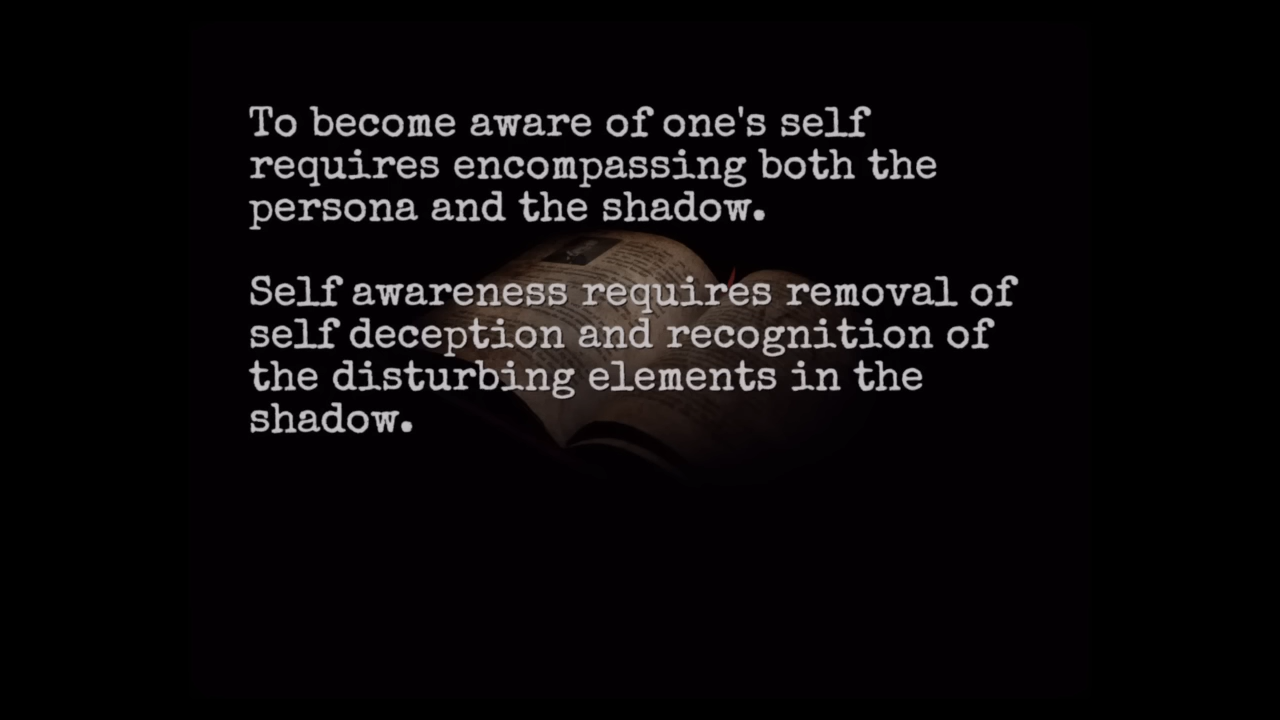 To become aware of one's self
requires encompassing both the
persona and the shadow.
Self awareness requires removal of
self deception and recognition of
the disturbing elements in the
shadow.